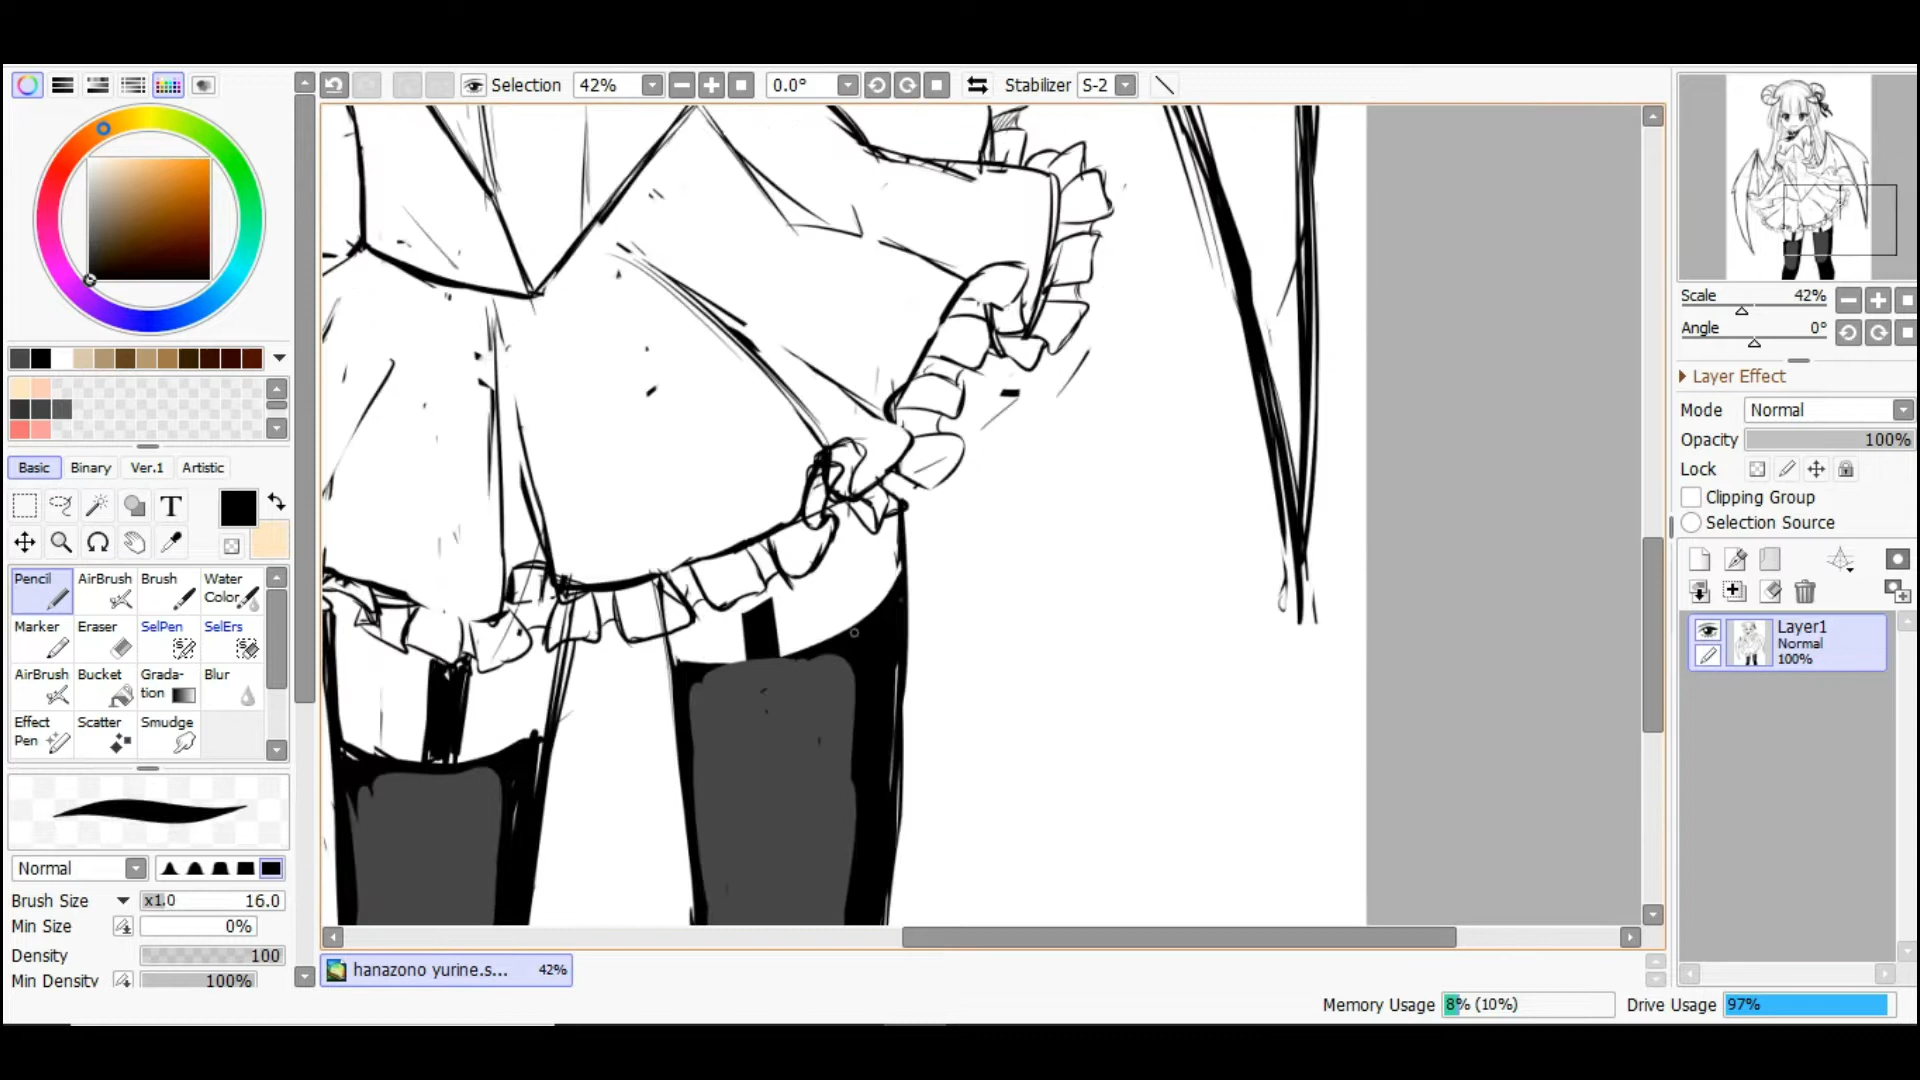 Selection 42% 0.0° Stabilizer S-2
Scale 42%
Angle 0°
Layer Effect
Mode Normal
Opacity 100%
Lock
Clipping Group
Selection Source
Layer1
Normal
100%
Basic Binary Ver.1 Artistic
T
Pencil AirBrush Brush Water Color
Marker Eraser SelPen SelErs
AirBrush Bucket Grada-tion Blur
Effect Pen Scatter Smudge
Normal
Brush Size x1.0 16.0
Min Size 0%
Density 100
Min Density 100%
hanazono yurine.s... 42%
Memory Usage 8% (10%) Drive Usage 97%